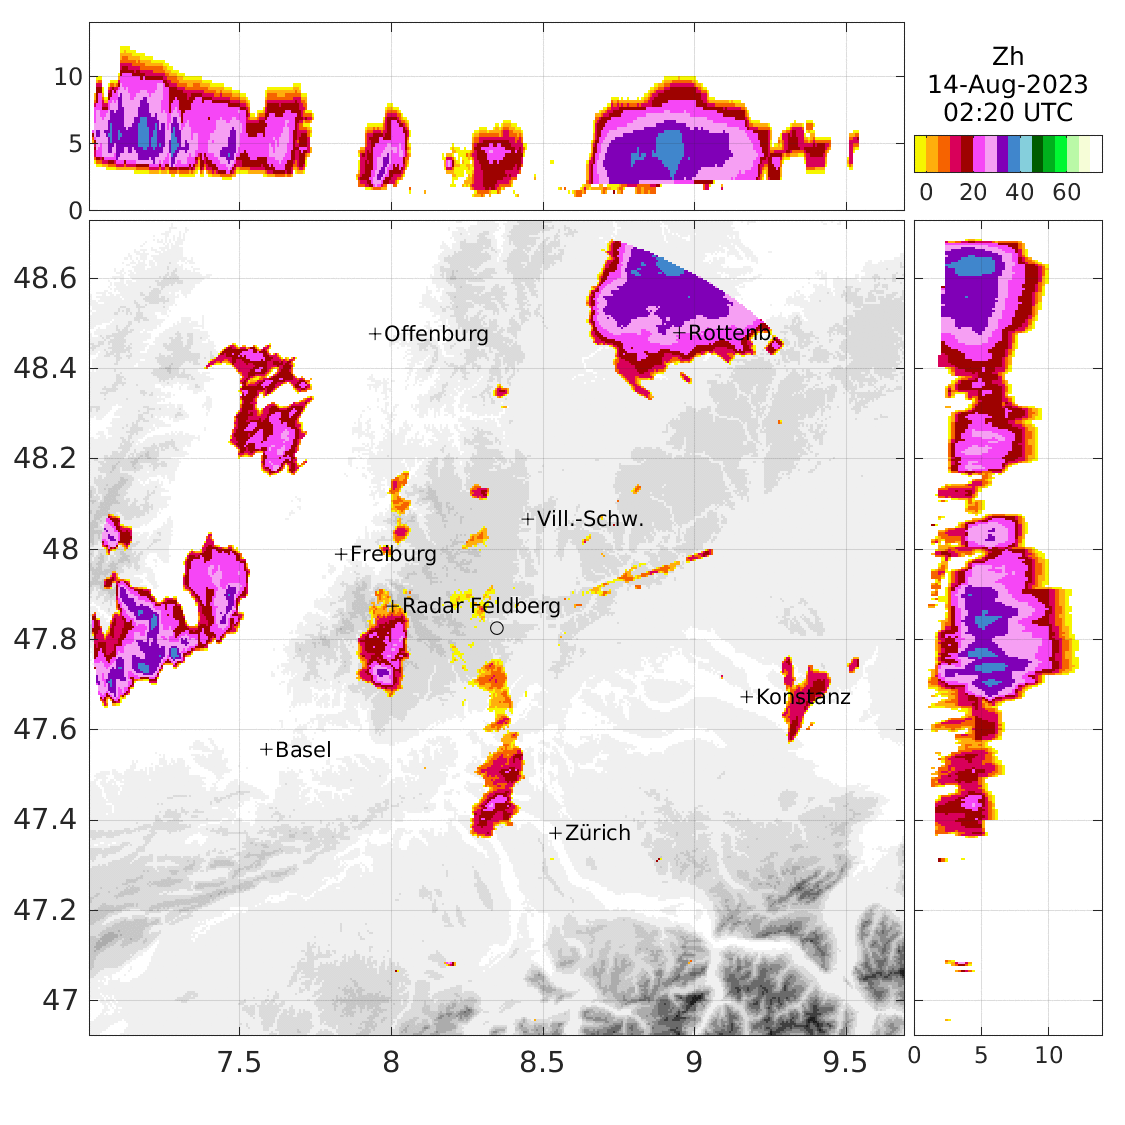 10
5
0
Zh
14-Aug-2023
02:20 UTC
0 20 40 60
48.6
48.4
48.2
48
47.8
47.6
47.4
47.2
47
+Offenburg
+Rottenb.
+Vill.-Schw.
+Freiburg
+Radar Feldberg
+Konstanz
+Basel
+Zürich
7.5 8 8.5 9 9.5
0 5 10